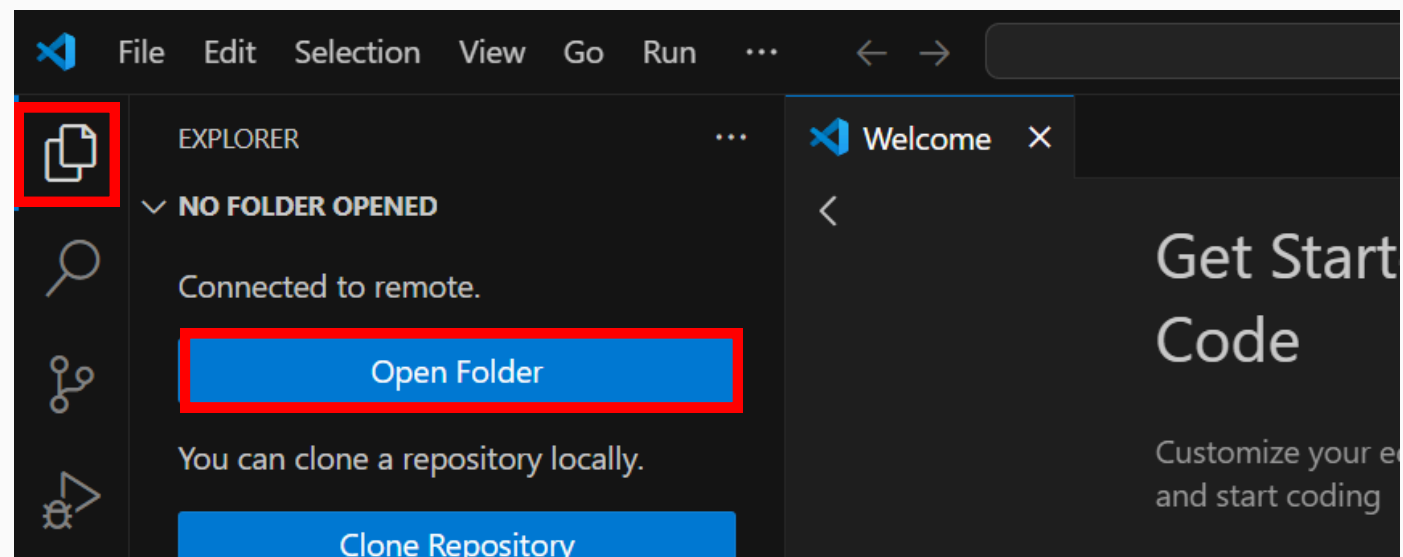 File Edit Selection View Go Run ...
EXPLORER ...
NO FOLDER OPENED
Connected to remote.
Open Folder
You can clone a repository locally.
Clone Repository
Welcome
Get Start
Code
Customize your e
and start coding